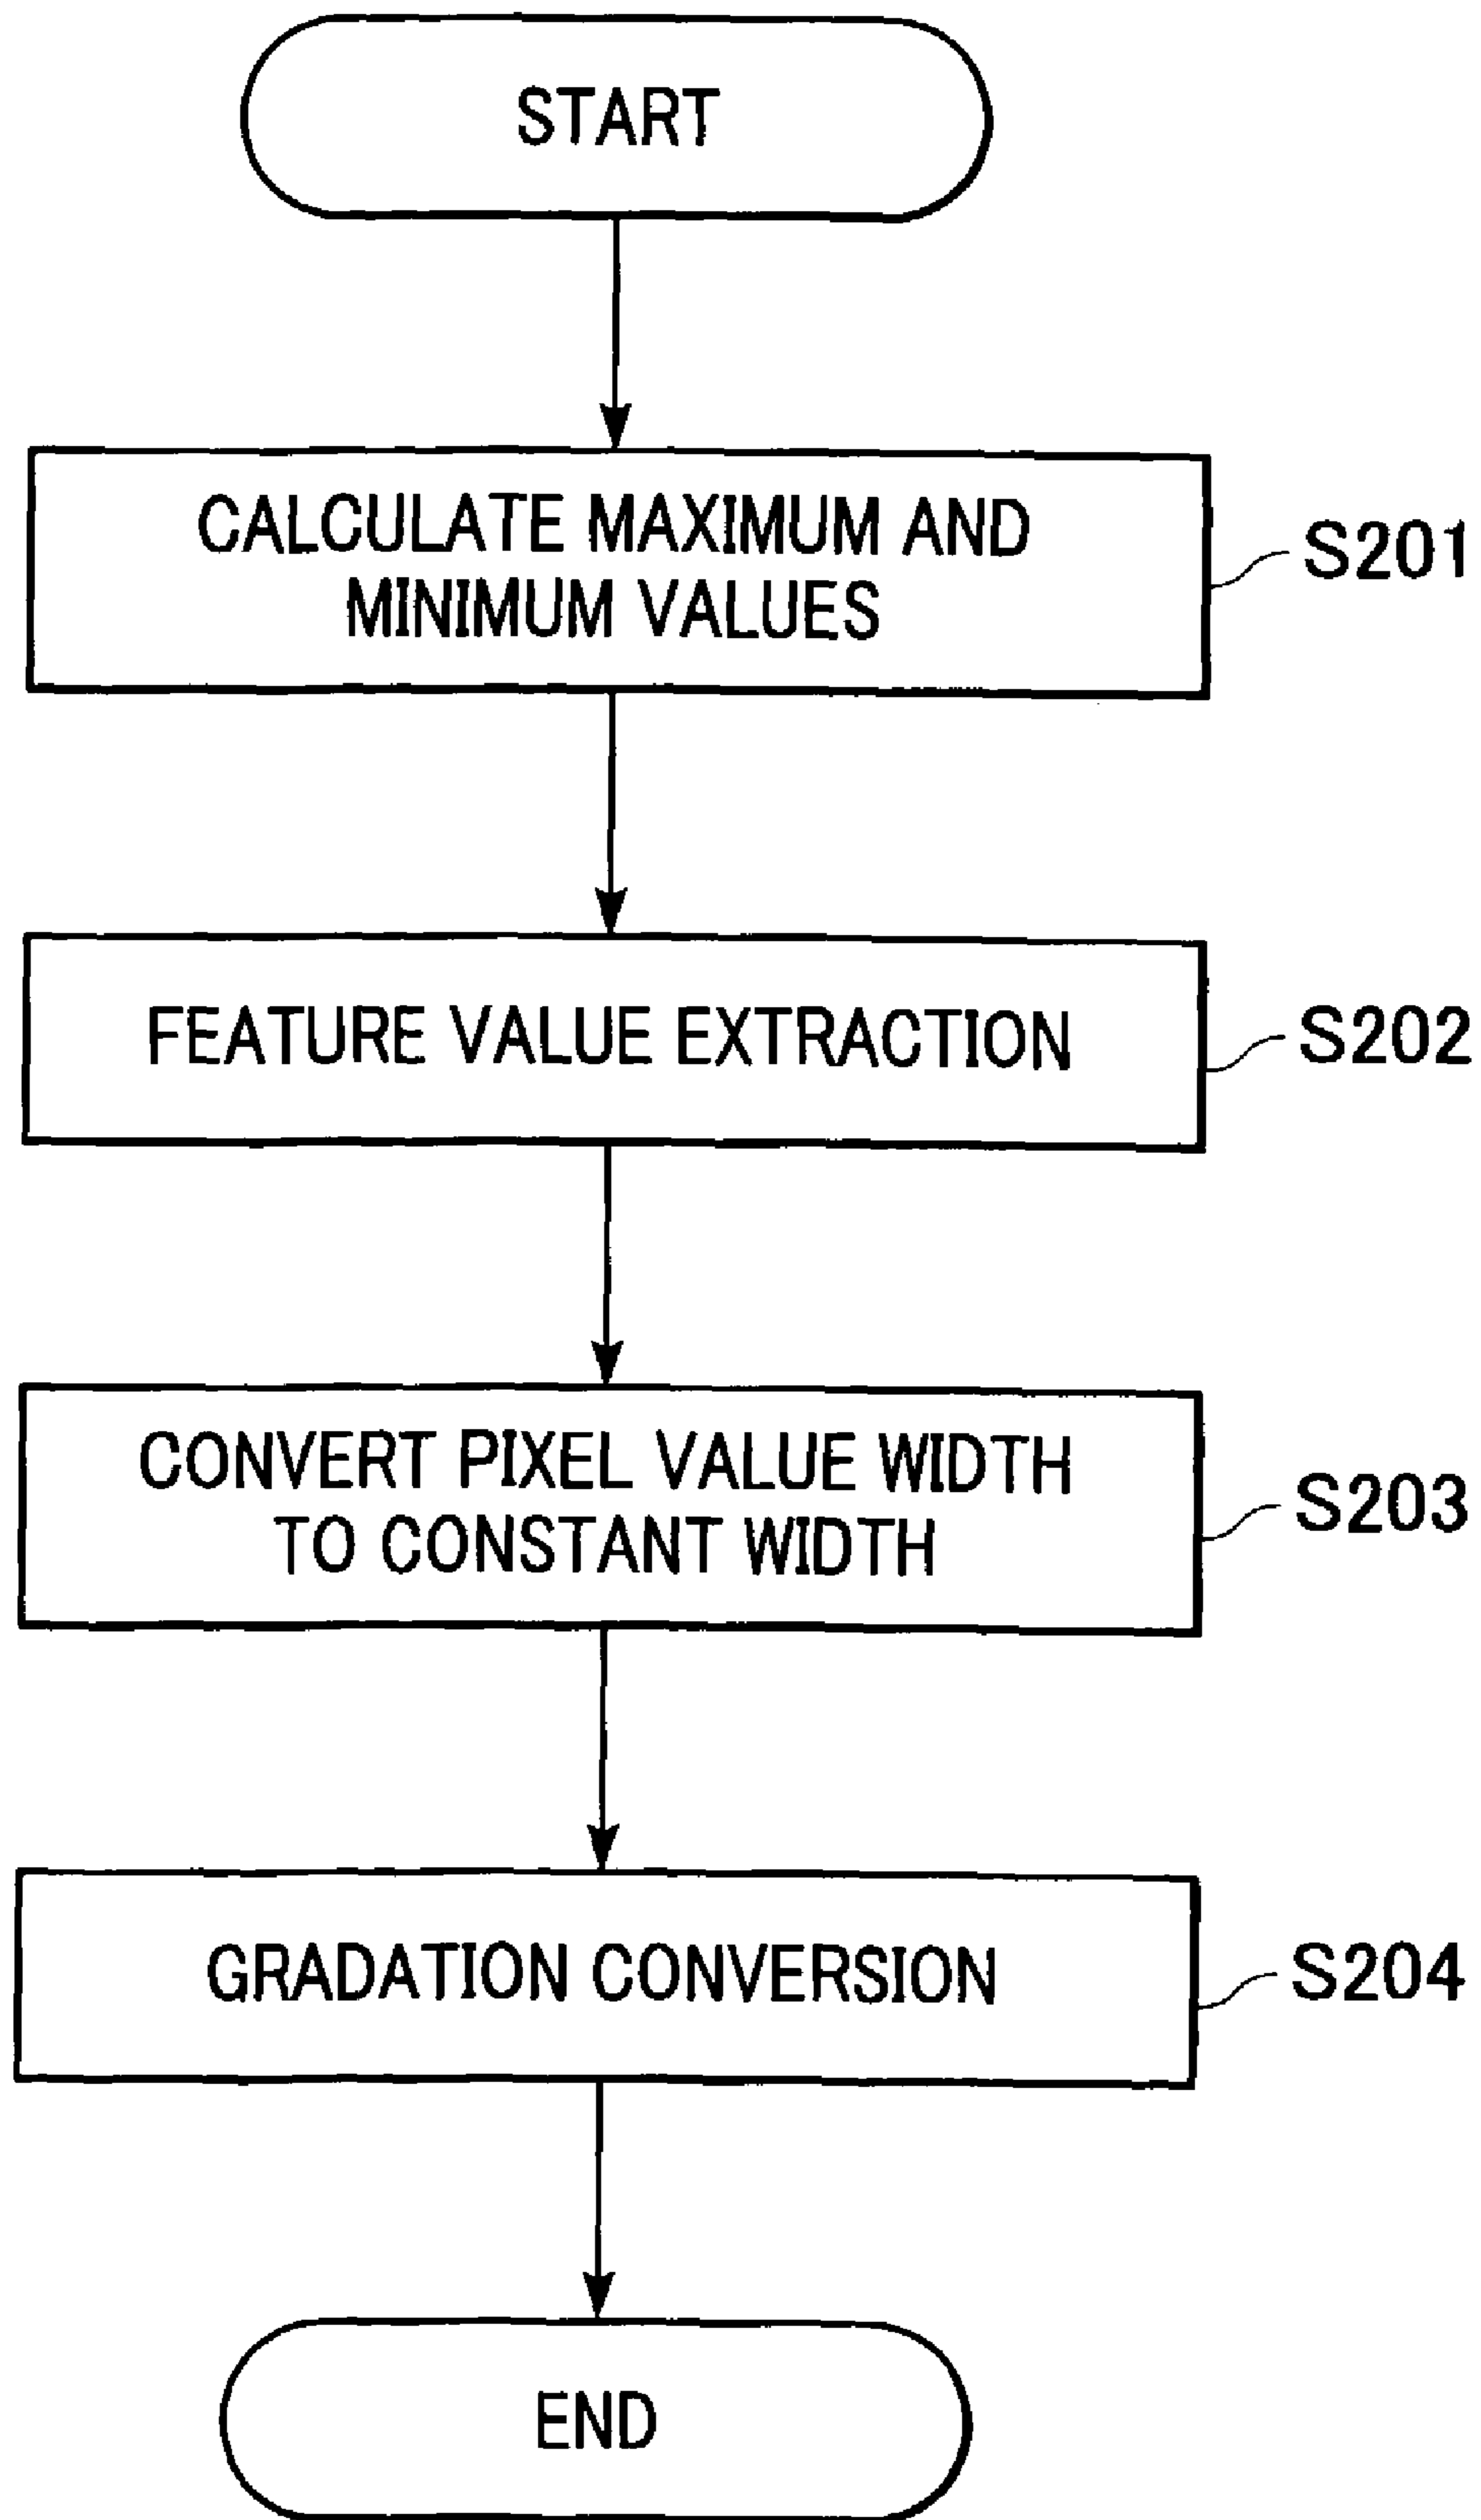 START
CALCULATE MAXIMUM AND
MINIMUM VALUES
S201
FEATURE VALUE EXTRACTION
S202
CONVERT PIXEL VALUE WIDTH
TO CONSTANT WIDTH
S203
GRADATION CONVERSION
S204
END